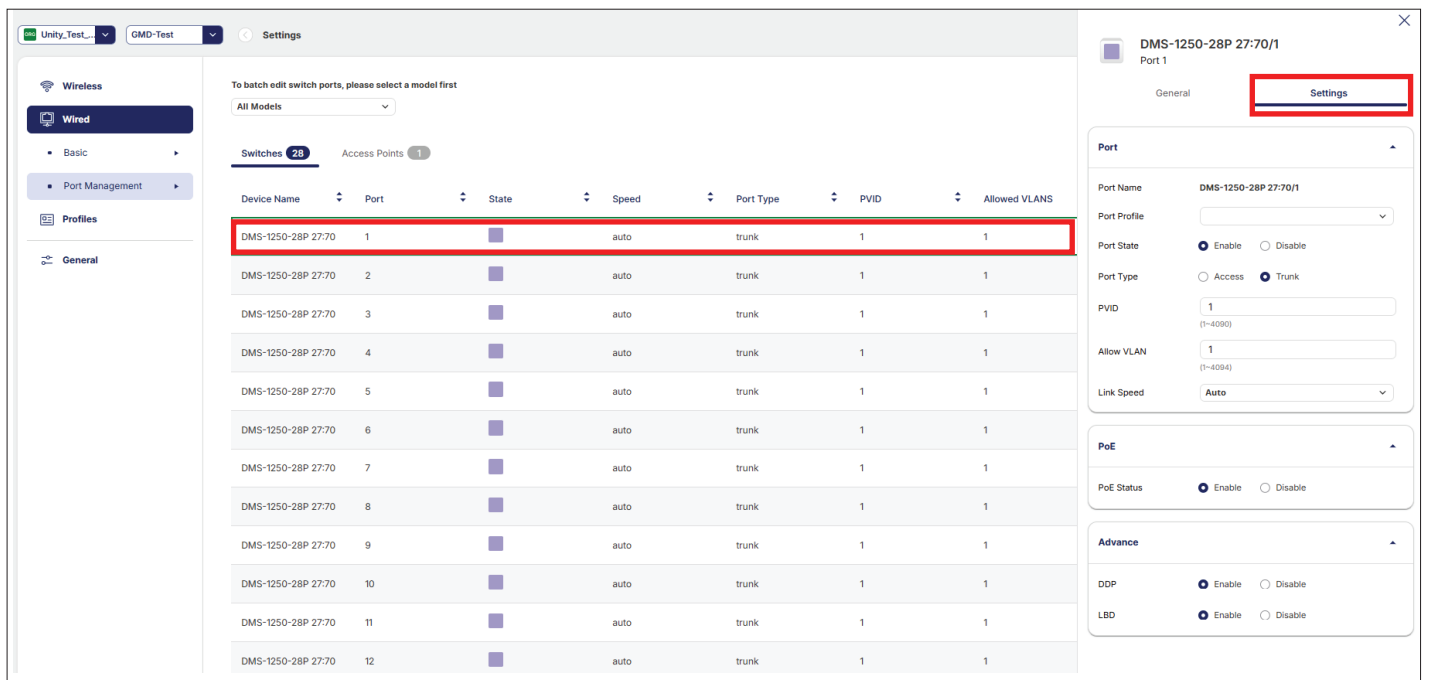 ORG Unity_Test_... GMD-Test Settings
Wireless
Wired
Basic
Port Management
Profiles
General
To batch edit switch ports, please select a model first
All Models
Switches 28 Access Points 1
Device Name Port State Speed Port Type PVID Allowed VLANS
DMS-1250-28P 27:70 1 auto trunk 1 1
DMS-1250-28P 27:70 2 auto trunk 1 1
DMS-1250-28P 27:70 3 auto trunk 1 1
DMS-1250-28P 27:70 4 auto trunk 1 1
DMS-1250-28P 27:70 5 auto trunk 1 1
DMS-1250-28P 27:70 6 auto trunk 1 1
DMS-1250-28P 27:70 7 auto trunk 1 1
DMS-1250-28P 27:70 8 auto trunk 1 1
DMS-1250-28P 27:70 9 auto trunk 1 1
DMS-1250-28P 27:70 10 auto trunk 1 1
DMS-1250-28P 27:70 11 auto trunk 1 1
DMS-1250-28P 27:70 12 auto trunk 1 1
DMS-1250-28P 27:70/1
Port 1
General Settings
Port
Port Name DMS-1250-28P 27:70/1
Port Profile
Port State Enable Disable
Port Type Access Trunk
PVID 1
(1~4090)
Allow VLAN 1
(1~4094)
Link Speed Auto
PoE
PoE Status Enable Disable
Advance
DDP Enable Disable
LBD Enable Disable